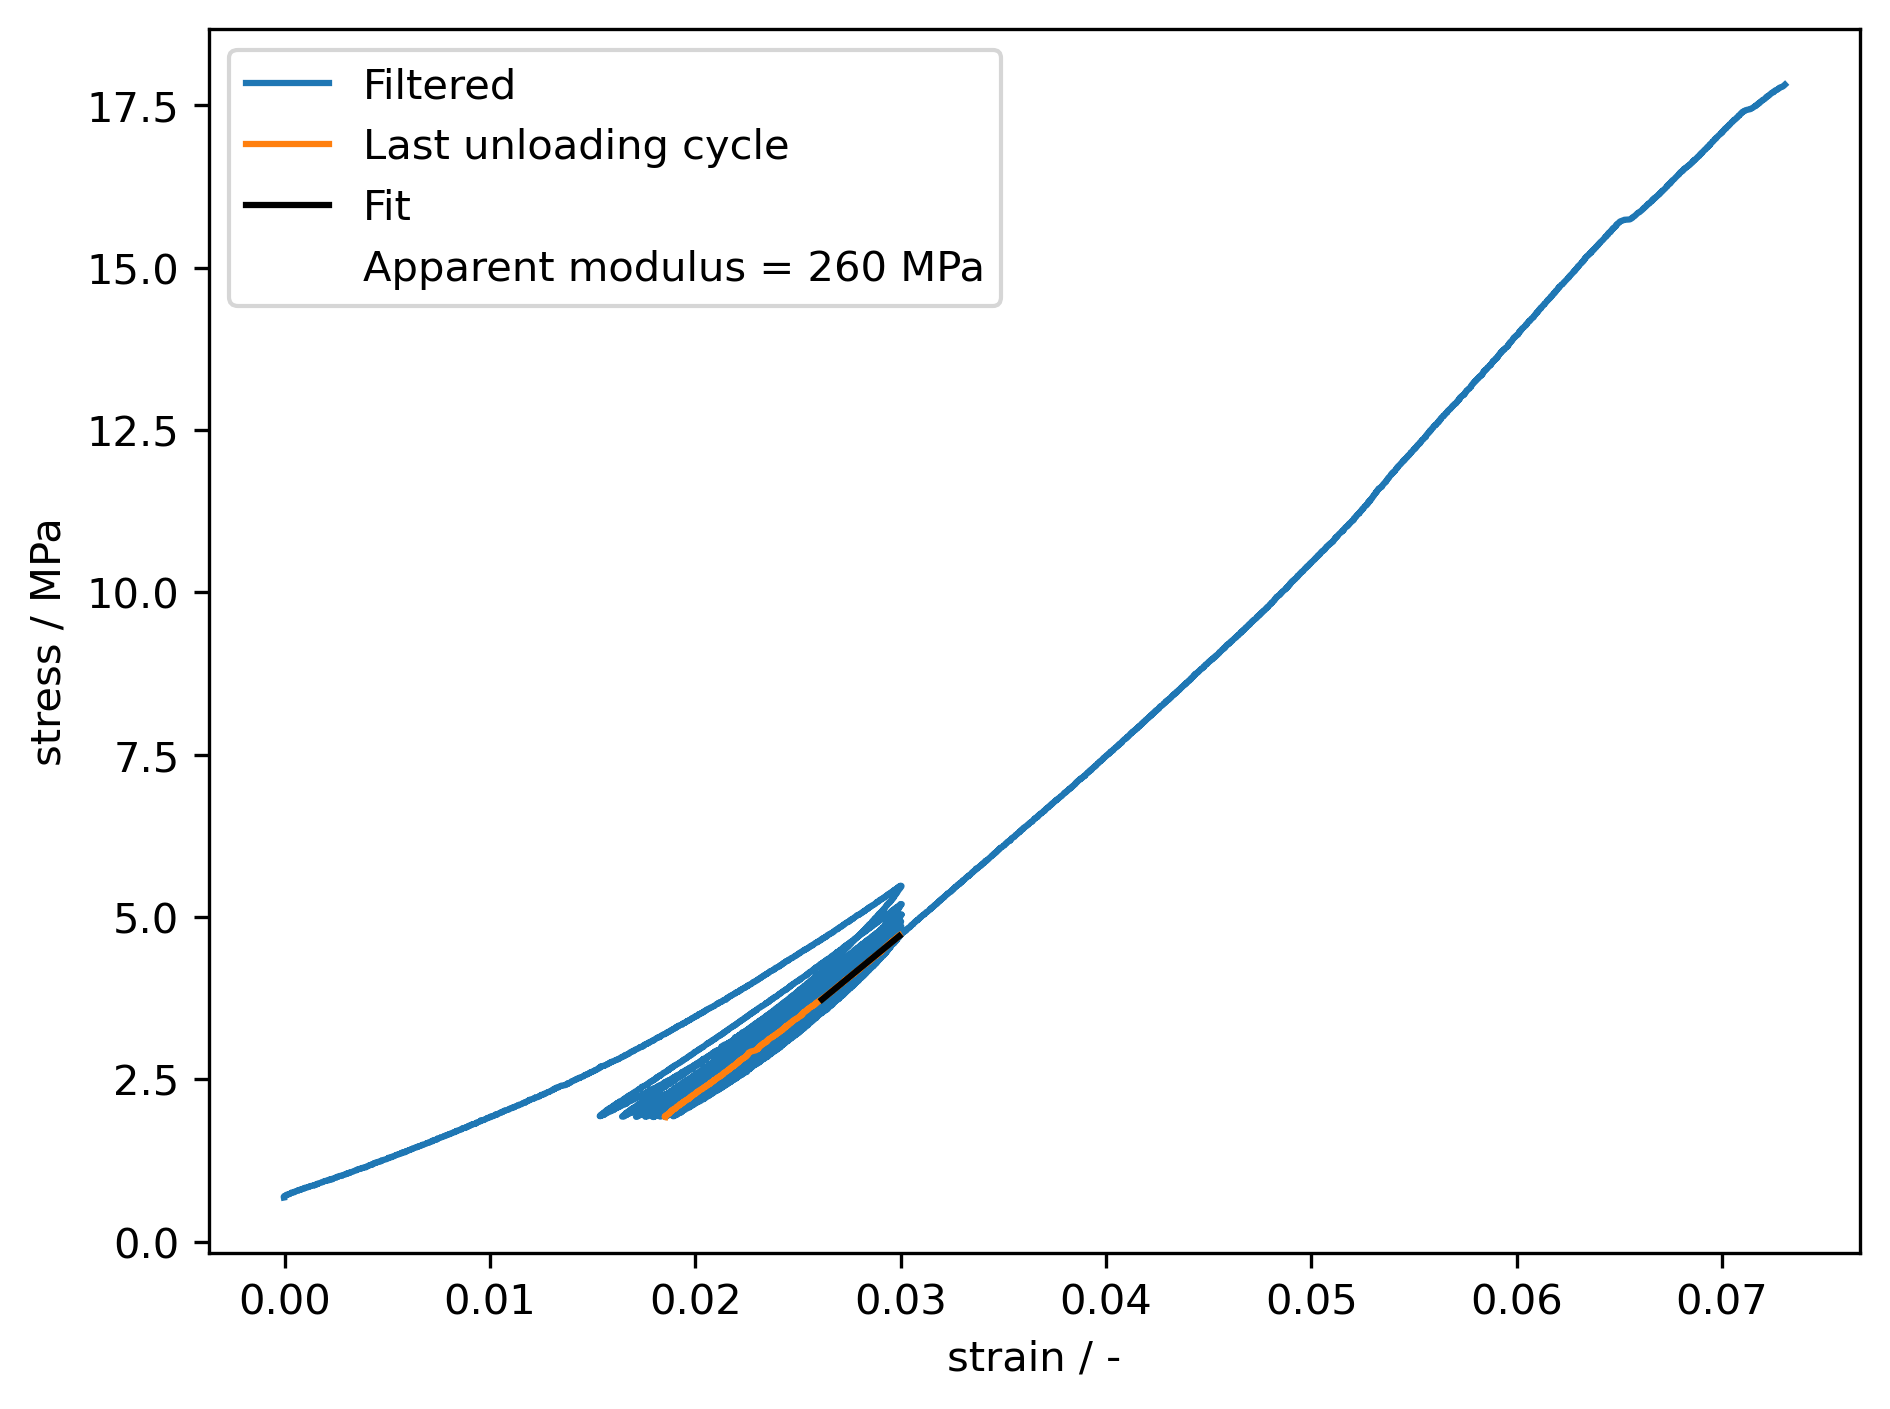 Filtered
Last unloading cycle
Fit
Apparent modulus = 260 MPa
17.5
15.0
12.5
10.0
7.5
5.0
2.5
0.0
stress / MPa
0.00 0.01 0.02 0.03 0.04 0.05 0.06 0.07
strain / -